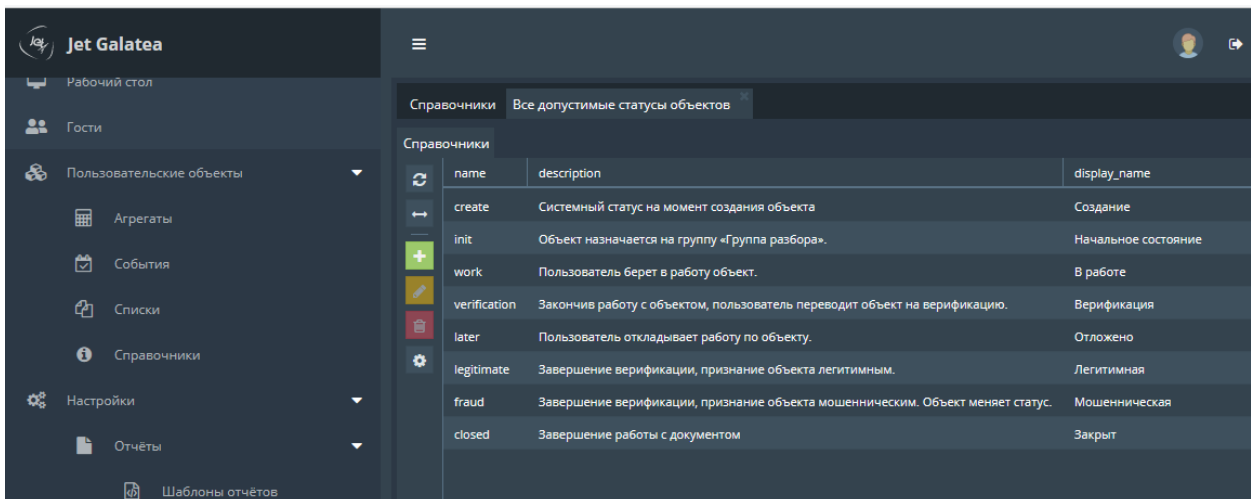 Jet
Jet Galatea
Рабочий стол
Гости
Пользовательские объекты
Агрегаты
События
Списки
Справочники
Настройки
Отчёты
Шаблоны отчётов
Справочники Все допустимые статусы объектов
Справочники
name description display_name
create Системный статус на момент создания объекта Создание
init Объект назначается на группу «Группа разбора». Начальное состояние
work Пользователь берет в работу объект. В работе
verification Закончив работу с объектом, пользователь переводит объект на верификацию. Верификация
later Пользователь откладывает работу по объекту. Отложено
legitimate Завершение верификации, признание объекта легитимным. Легитимная
fraud Завершение верификации, признание объекта мошенническим. Объект меняет статус. Мошенническая
closed Завершение работы с документом Закрыт